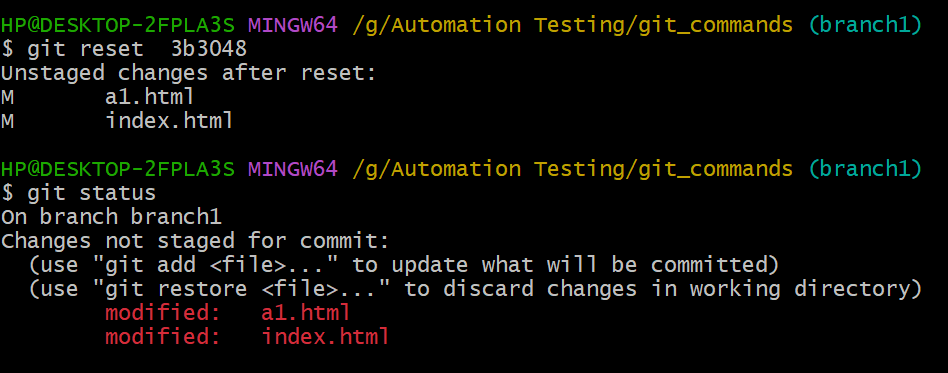 HP@DESKTOP-2FPLA3S MINGW64 /g/Automation Testing/git_commands (branch1)
$ git reset  3b3048
Unstaged changes after reset:
M       a1.html
M       index.html

HP@DESKTOP-2FPLA3S MINGW64 /g/Automation Testing/git_commands (branch1)
$ git status
On branch branch1
Changes not staged for commit:
  (use "git add <file>..." to update what will be committed)
  (use "git restore <file>..." to discard changes in working directory)
        modified:   a1.html
        modified:   index.html